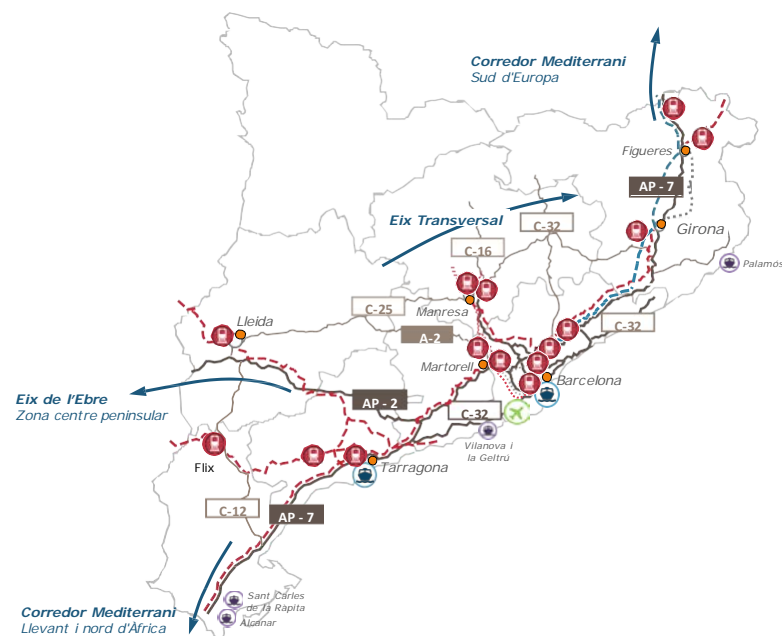 Corredor Mediterrani
Sud d'Europa
Figueres
AP - 7
Eix Transversal
C-32
Girona
C-16
Palamós
Manresa
C-25
Lleida
C-32
A-2
Martorell
Barcelona
Eix de l'Ebre
Zona centre peninsular
AP - 2
C-32
Vilanova i
la Geltrú
Flix
Tarragona
C-12
AP - 7
Sant Carles
de la Ràpita
Alcanar
Corredor Mediterrani
Llevant i nord d'Àfrica